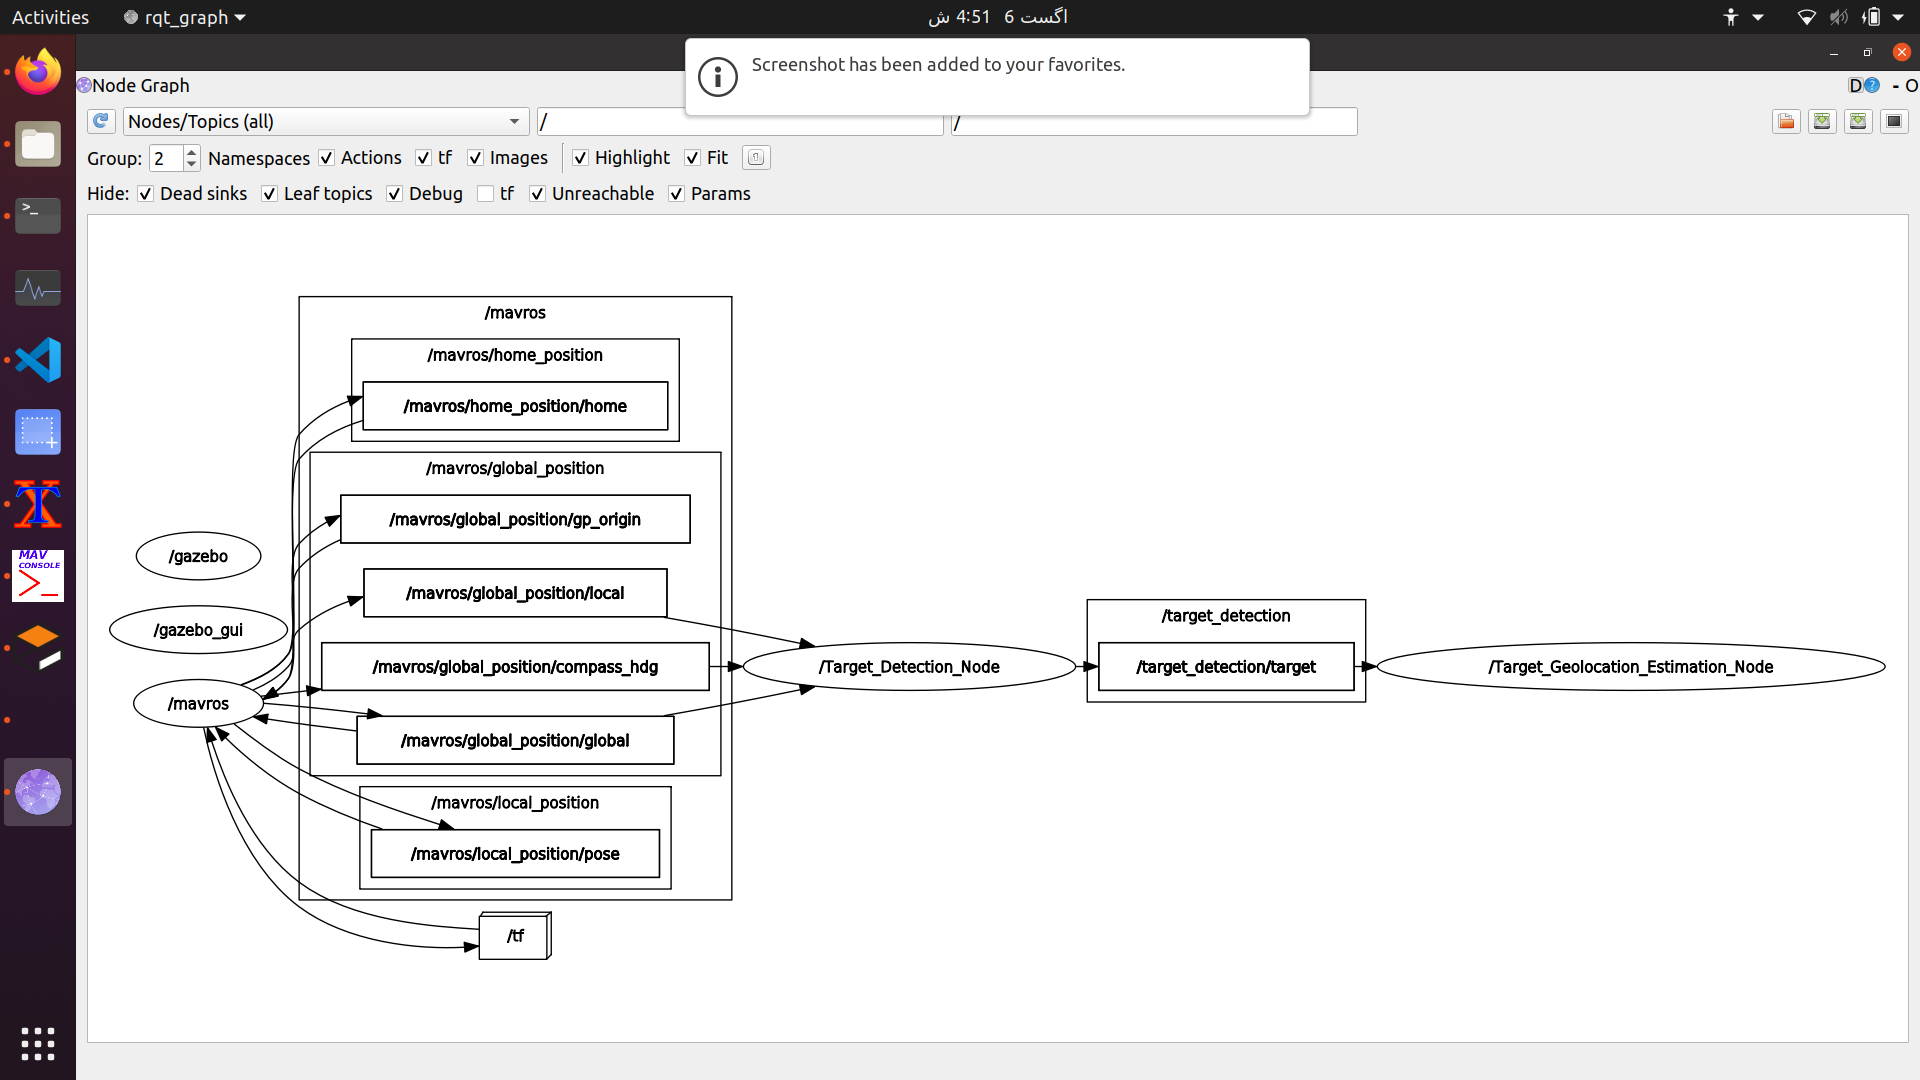 Activities
rqt_graph
اگست 6  4:51 ش
Screenshot has been added to your favorites.
Node Graph
D
- O
Nodes/Topics (all)
/
/
Group: 2 Namespaces Actions tf Images Highlight Fit
Hide: Dead sinks Leaf topics Debug tf Unreachable Params
/mavros
/mavros/home_position
/mavros/home_position/home
/mavros/global_position
/mavros/global_position/gp_origin
/gazebo
/mavros/global_position/local
/gazebo_gui
/target_detection
/mavros/global_position/compass_hdg
/Target_Detection_Node
/target_detection/target
/Target_Geolocation_Estimation_Node
/mavros
/mavros/global_position/global
/mavros/local_position
/mavros/local_position/pose
/tf
MAV
CONSOLE